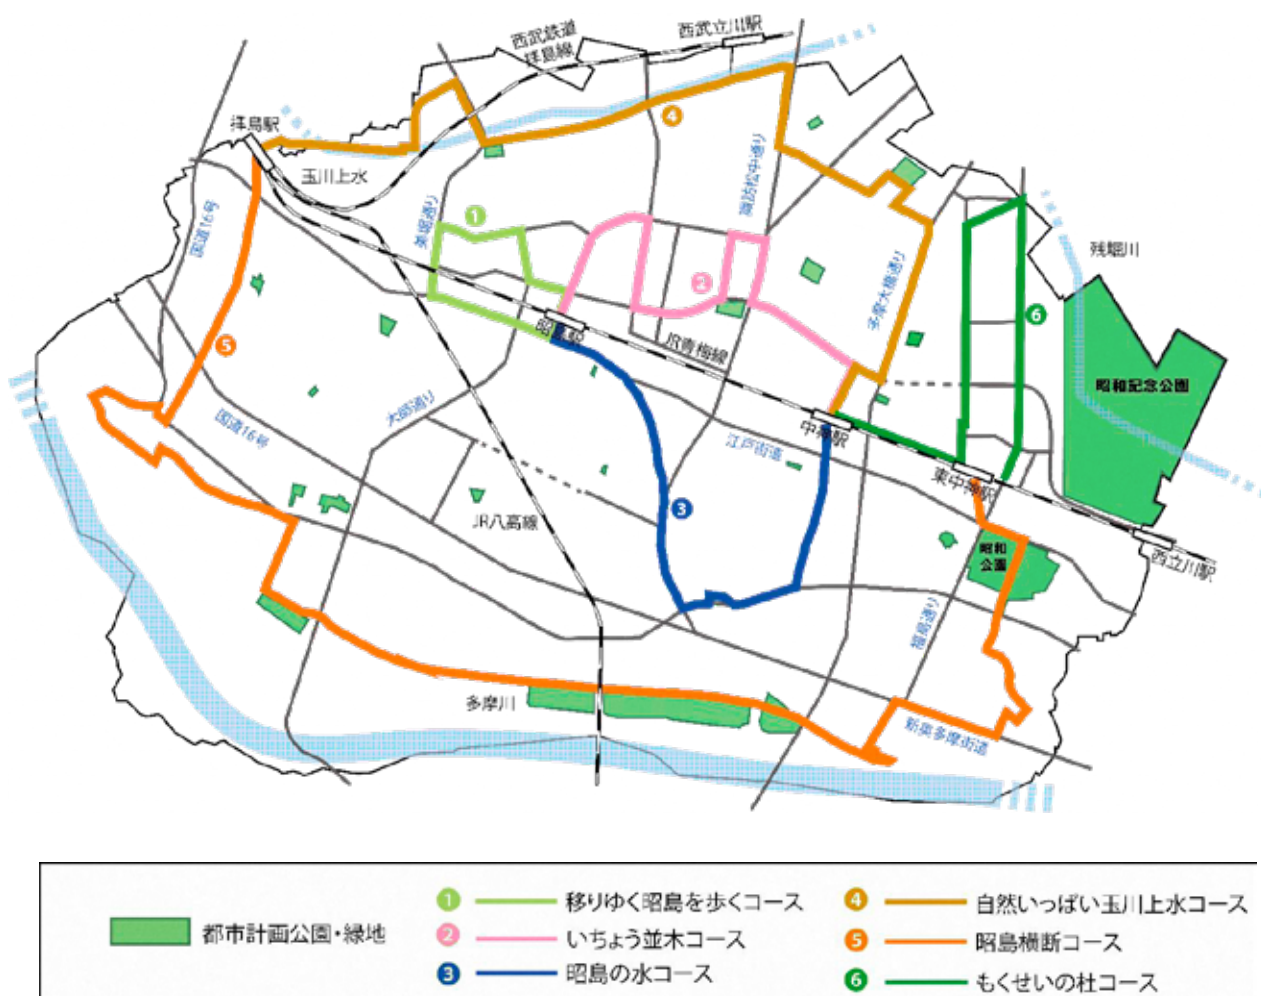 西武鉄道
拝島線
西武立川駅
拝島駅
玉川上水
国道16号
美堀通り
諏訪松中通り
多摩大橋通り
残堀川
1
2
3
4
5
6
昭和記念公園
昭島駅
JR青梅線
中神駅
東中神駅
西立川駅
江戸街道
大師通り
国道16号
JR八高線
昭和
公園
福島通り
新奥多摩街道
多摩川
都市計画公園・緑地
1 移りゆく昭島を歩くコース
2 いちょう並木コース
3 昭島の水コース
4 自然いっぱい玉川上水コース
5 昭島横断コース
6 もくせいの杜コース